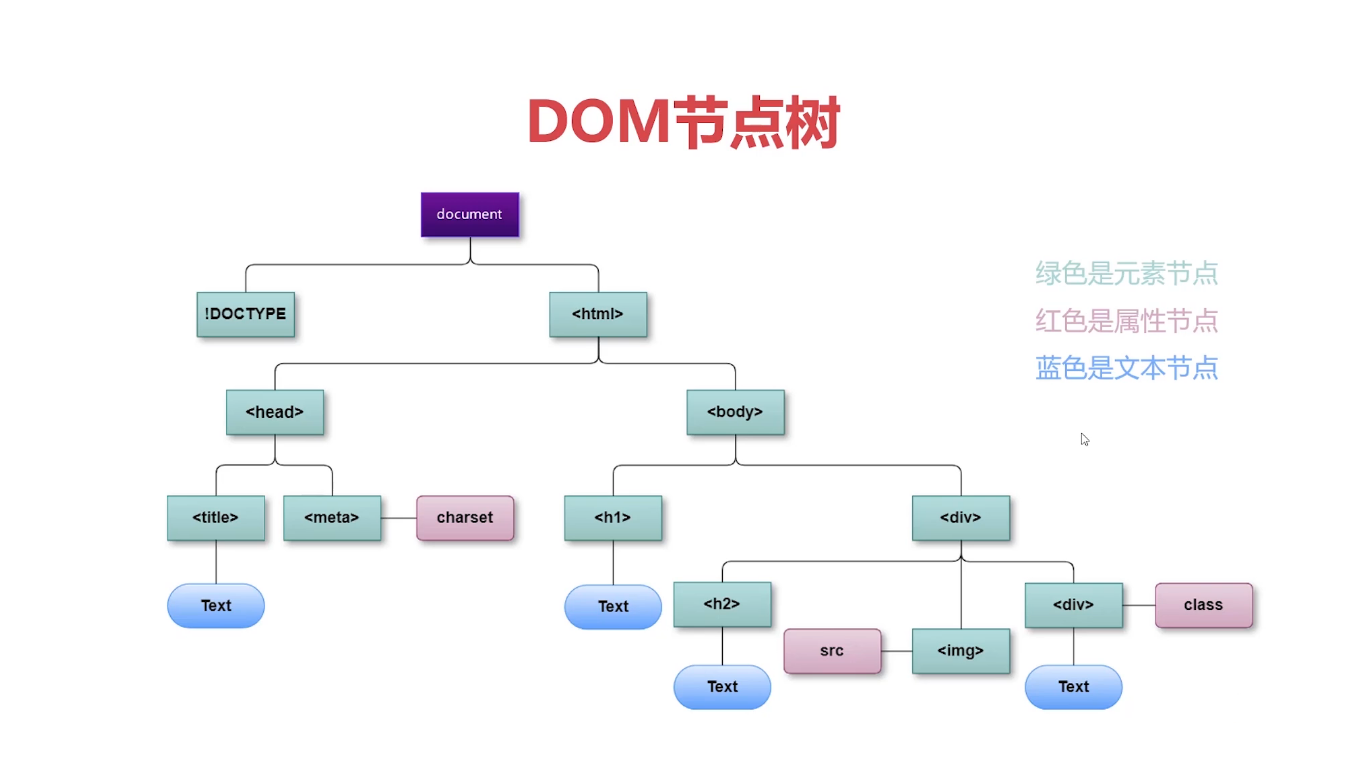 DOM节点树
document
!DOCTYPE
<html>
绿色是元素节点
红色是属性节点
蓝色是文本节点
<head>
<body>
<title>
<meta>
charset
<h1>
<div>
Text
Text
<h2>
<div>
class
src
<img>
Text
Text